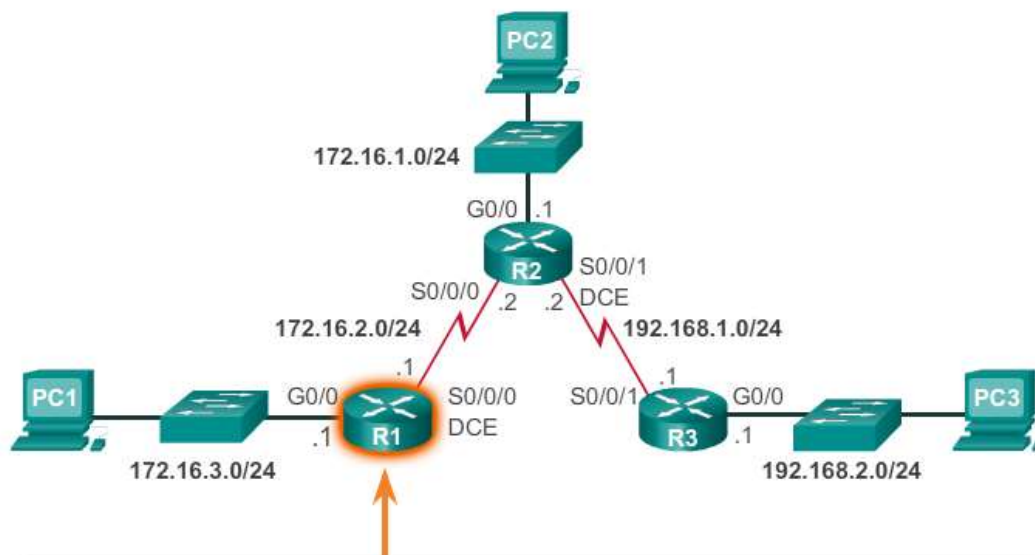 PC2
172.16.1.0/24
G0/0 .1
R2
S0/0/1
S0/0/0 DCE
.2 .2
172.16.2.0/24 192.168.1.0/24
.1 .1
PC1 G0/0 S0/0/0 S0/0/1 G0/0 PC3
R1 DCE R3
.1 .1
172.16.3.0/24 192.168.2.0/24